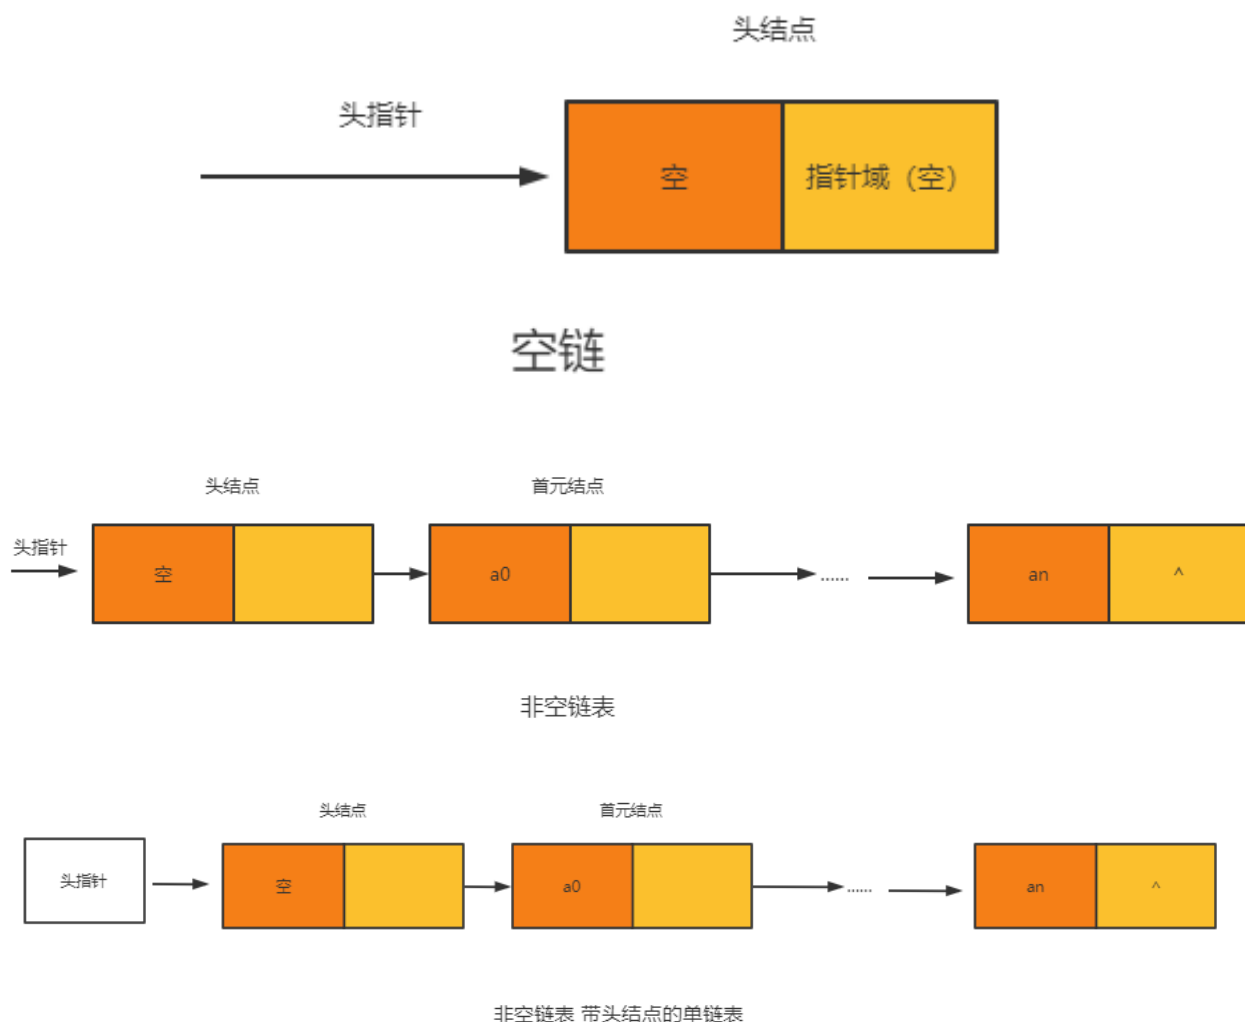 头结点
头指针
空
指针域（空）
空链
头结点
首元结点
头指针
空
a0
......
an
^
非空链表
头结点
首元结点
头指针
空
a0
......
an
^
非空链表 带头结点的单链表